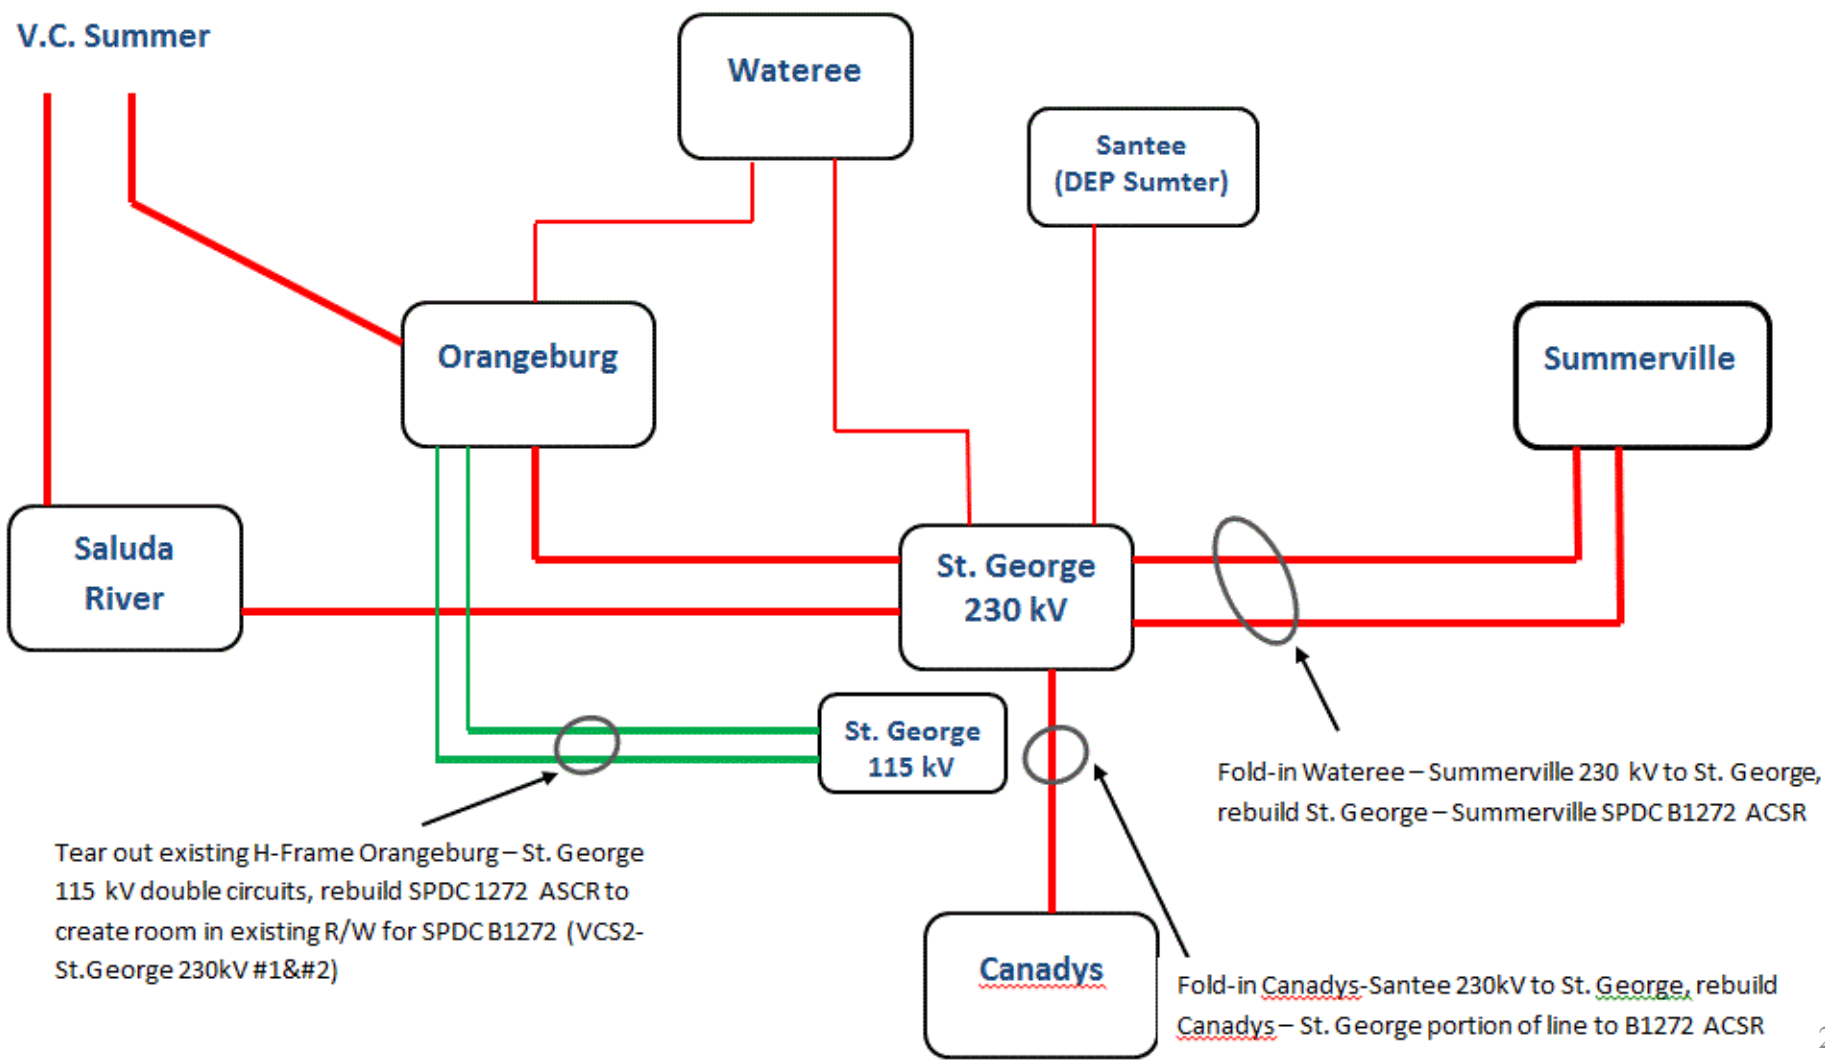 V.C. Summer
Wateree
Santee
(DEP Sumter)
Orangeburg
Summerville
Saluda
River
St. George
230 kV
St. George
115 kV
Fold-in Wateree – Summerville 230 kV to St. George,
rebuild St. George – Summerville SPDC B1272 ACSR
Tear out existing H-Frame Orangeburg – St. George
115 kV double circuits, rebuild SPDC 1272 ASCR to
create room in existing R/W for SPDC B1272 (VCS2-
St.George 230kV #1&#2)
Canadys
Fold-in Canadys-Santee 230kV to St. George, rebuild
Canadys – St. George portion of line to B1272 ACSR